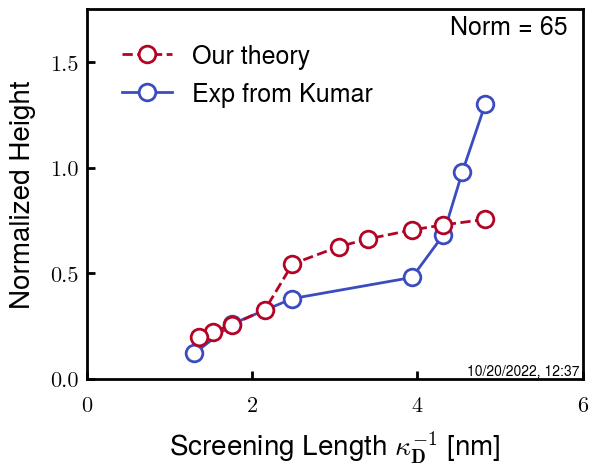 Norm = 65
Our theory
Exp from Kumar
Normalized Height
1.5
1.0
0.5
0.0
10/20/2022, 12:37
0 2 4 6
Screening Length κ_D^{-1} [nm]